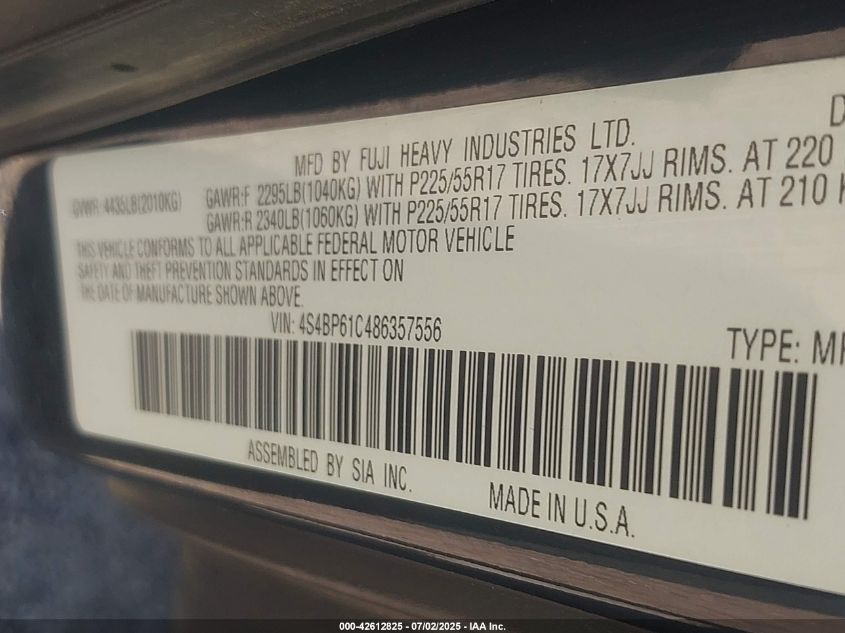 D
MFD BY FUJI HEAVY INDUSTRIES LTD.
GVWR: 4435LB(2010KG) GAWR:F 2295LB(1040KG) WITH P225/55R17 TIRES. 17X7JJ RIMS. AT 220
GAWR:R 2340LB(1060KG) WITH P225/55R17 TIRES. 17X7JJ RIMS. AT 210 K
THIS VEHICLE CONFORMS TO ALL APPLICABLE FEDERAL MOTOR VEHICLE
SAFETY AND THEFT PREVENTION STANDARDS IN EFFECT ON
THE DATE OF MANUFACTURE SHOWN ABOVE.
VIN: 4S4BP61C486357556
TYPE: MP
ASSEMBLED BY SIA INC.
MADE IN U.S.A.
000-42612825 - 07/02/2025 - IAA Inc.